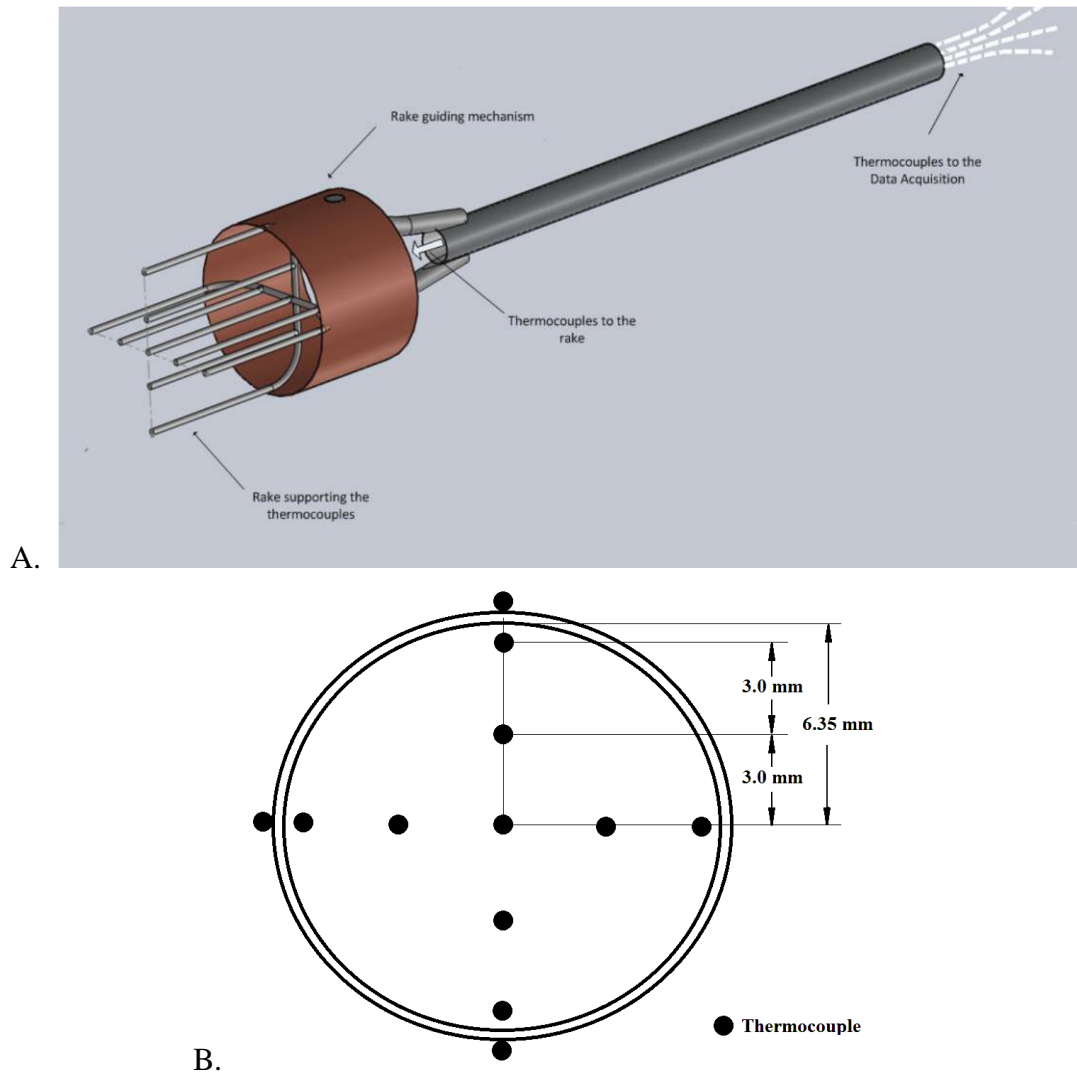 Rake guiding mechanism
Thermocouples to the
Data Acquisition
Thermocouples to the
rake
Rake supporting the
thermocouples
A.
3.0 mm
6.35 mm
3.0 mm
Thermocouple
B.